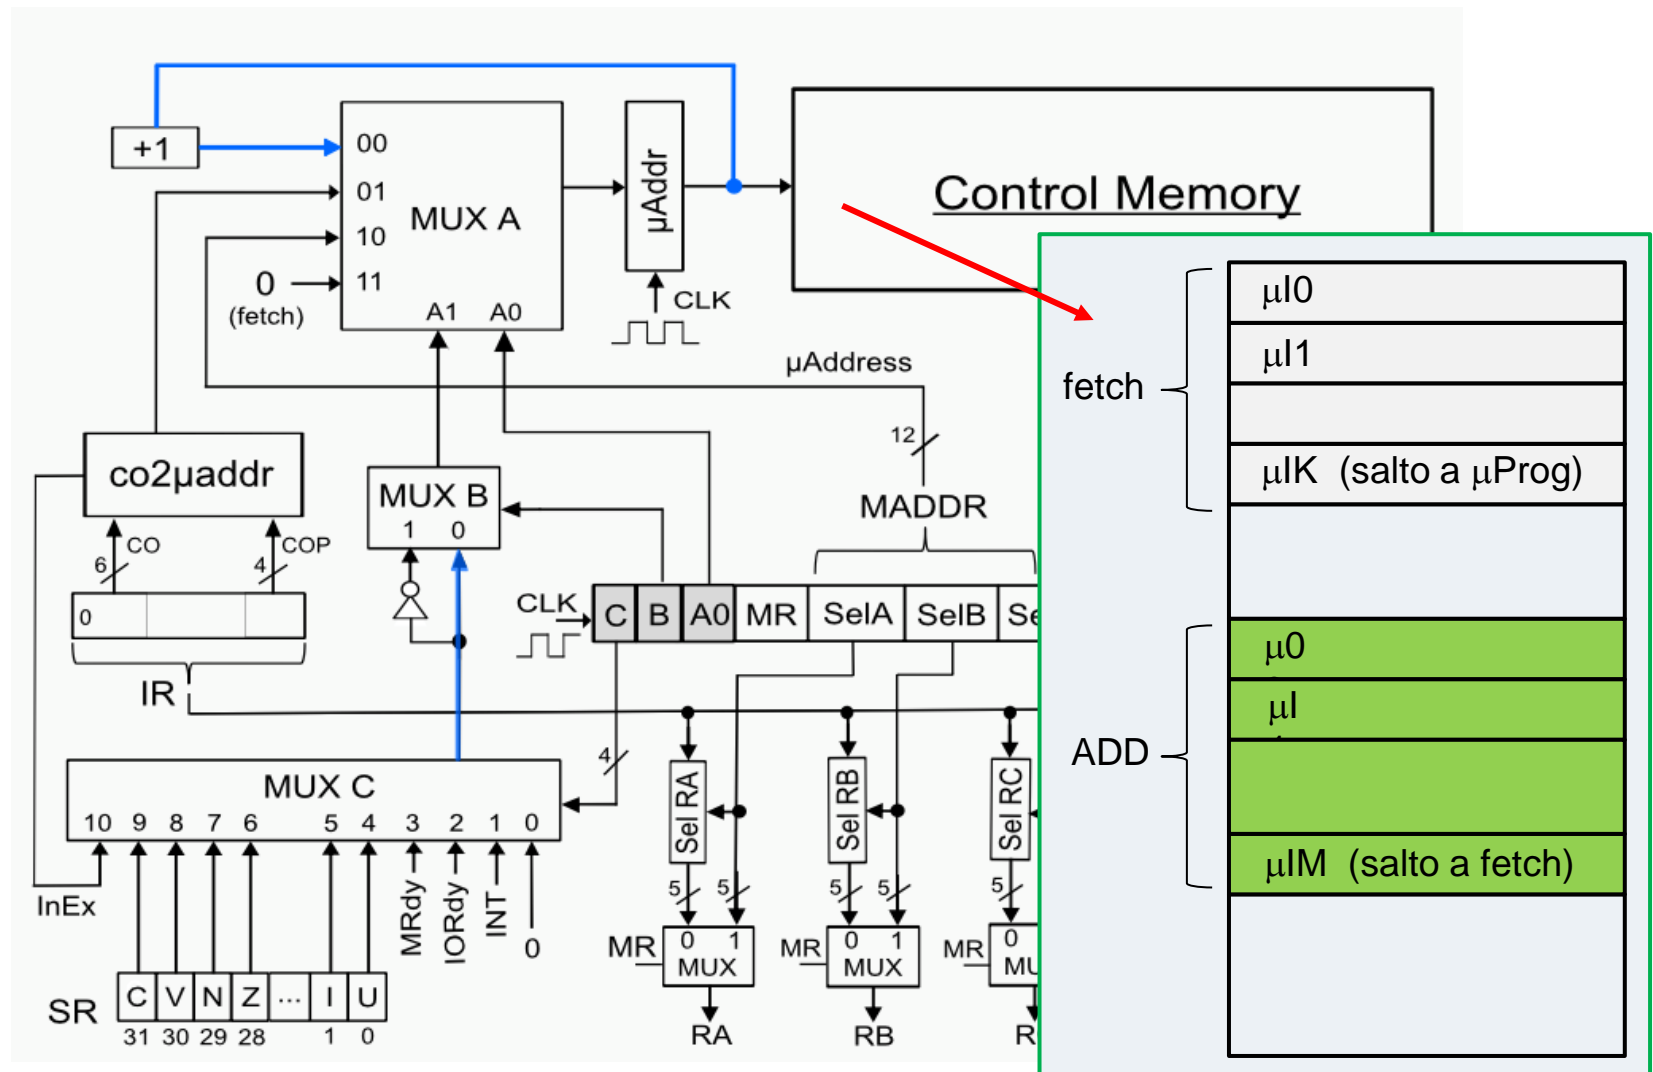 +1
00
01
10
11
MUX A
A1 A0
0
(fetch)
µAddr
CLK
Control Memory
µAddress
12
MADDR
co2µaddr
CO
COP
6
4
0
IR
MUX B
1 0
CLK
C B A0 MR SelA SelB
4
MUX C
10 9 8 7 6 5 4 3 2 1 0
InEx
MRdy
IORdy
INT
0
SR
C V N Z ... I U
31 30 29 28 1 0
Sel RA
5 5
MR
0 1
MUX
RA
Sel RB
5 5
MR
0 1
MUX
RB
Sel RC
5
MR
0
fetch
µI0
µI1
µIK (salto a µProg)
ADD
µ0
µI
µIM (salto a fetch)